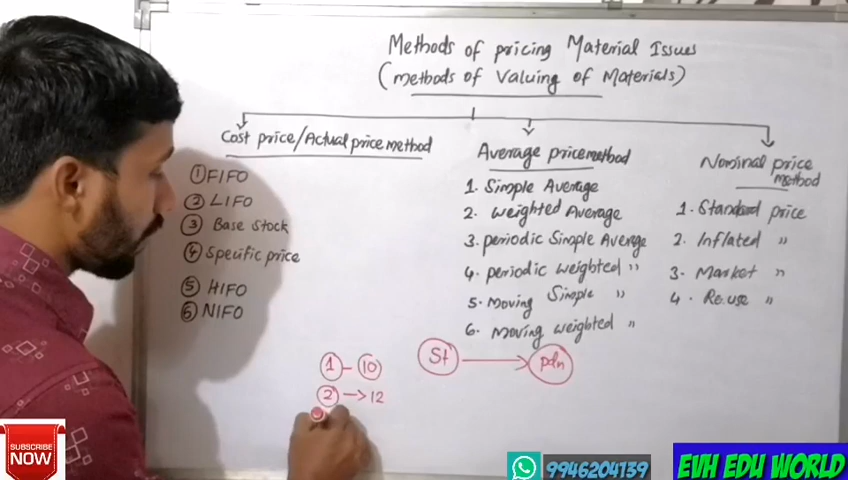 Methods of pricing Material Issues
(methods of Valuing of Materials)
Cost price/Actual price method
① FIFO
② LIFO
③ Base stock
④ Specific price
⑤ HIFO
⑥ NIFO
Average price method
1. Simple Average
2. weighted Average
3. periodic Simple Average
4. periodic weighted "
5. Moving Simple "
6. Moving weighted "
Nominal price
method
1. Standard price
2. Inflated "
3. Market "
4. Re.use "
① - ⑩
② → 12
St → pdn
SUBSCRIBE
NOW
9946204139
EVH EDU WORLD